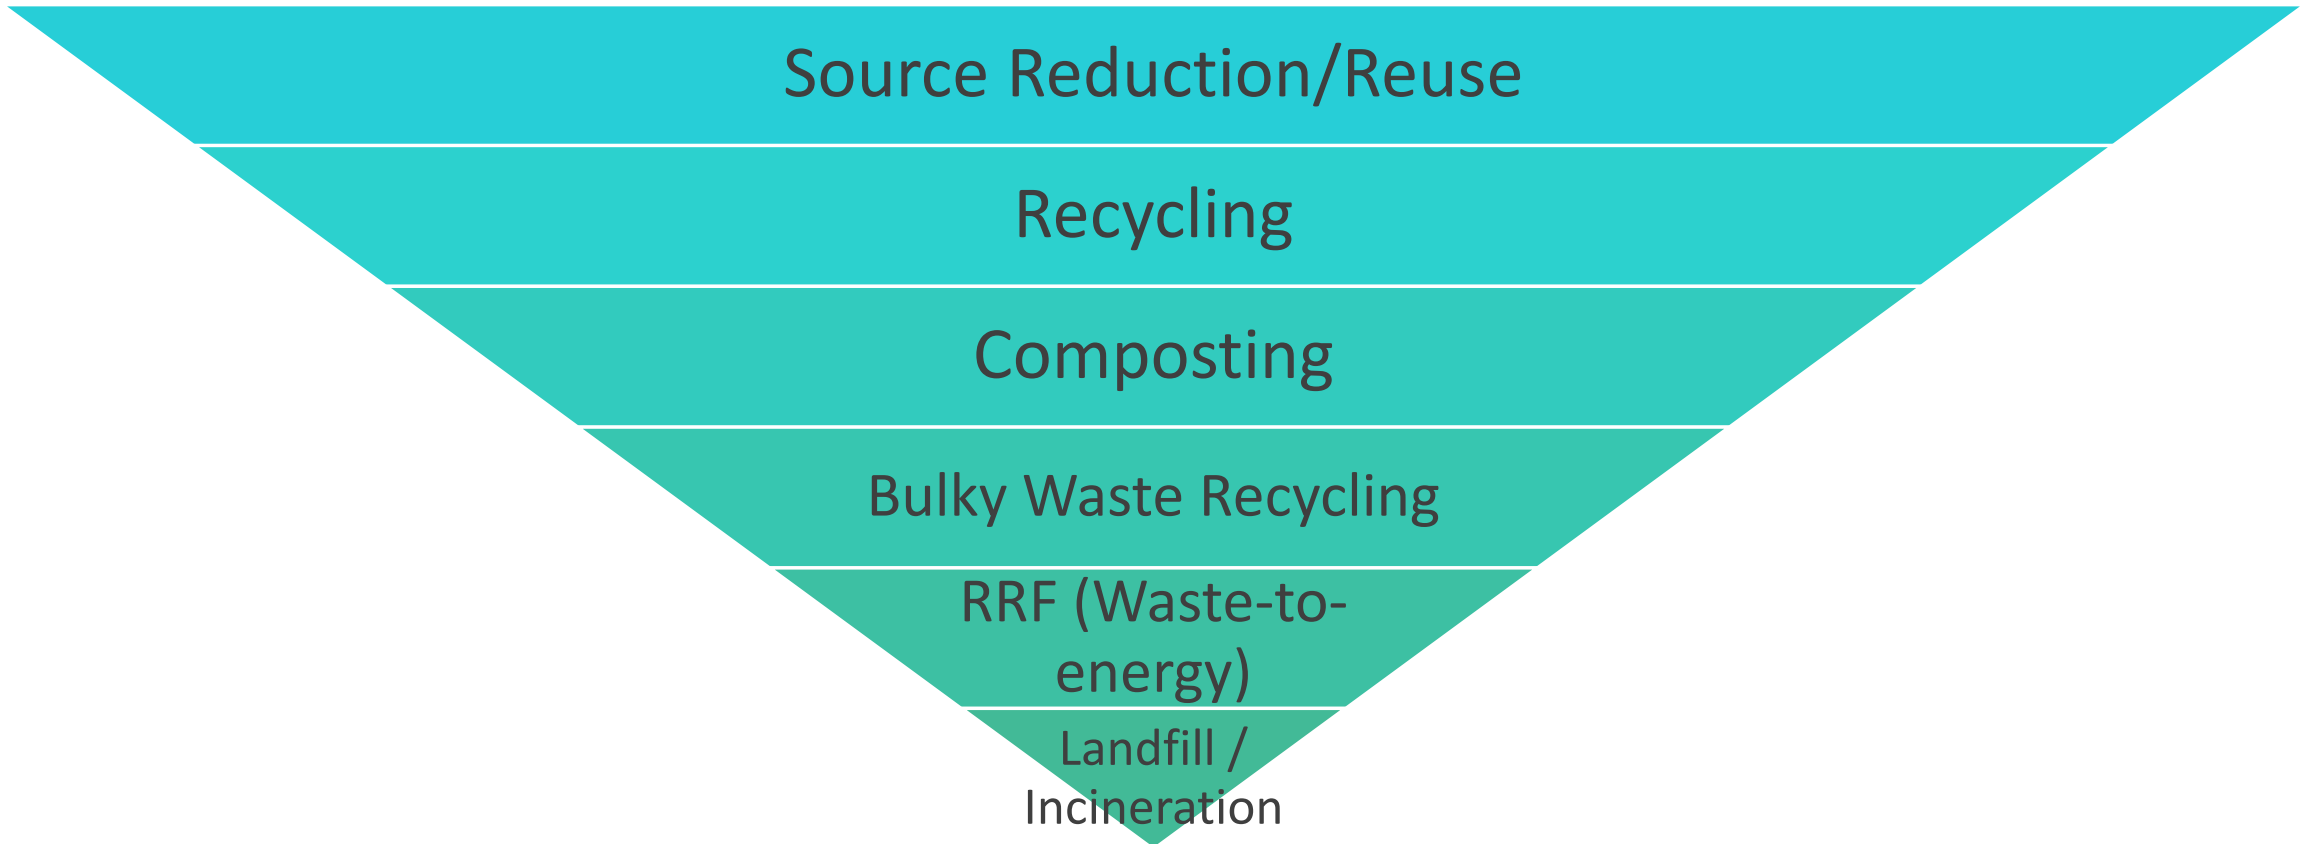 Source Reduction/Reuse
Recycling
Composting
Bulky Waste Recycling
RRF (Waste-to-
energy)
Landfill /
Incineration